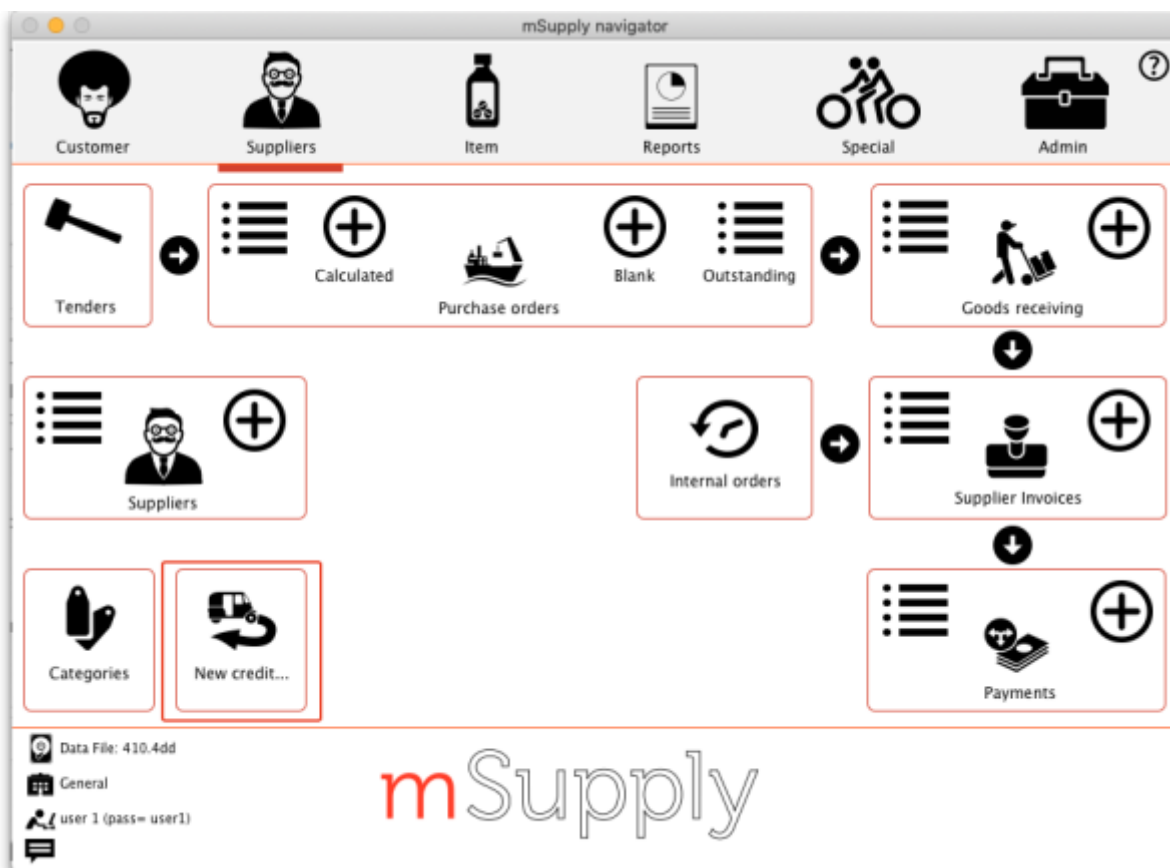 mSupply navigator
?
Customer
Suppliers
Item
Reports
Special
Admin
Calculated
Blank
Outstanding
Tenders
Purchase orders
Goods receiving
Suppliers
Internal orders
Supplier Invoices
Categories
New credit...
Payments
Data File: 410.4dd
General
user 1 (pass= user1)
mSupply